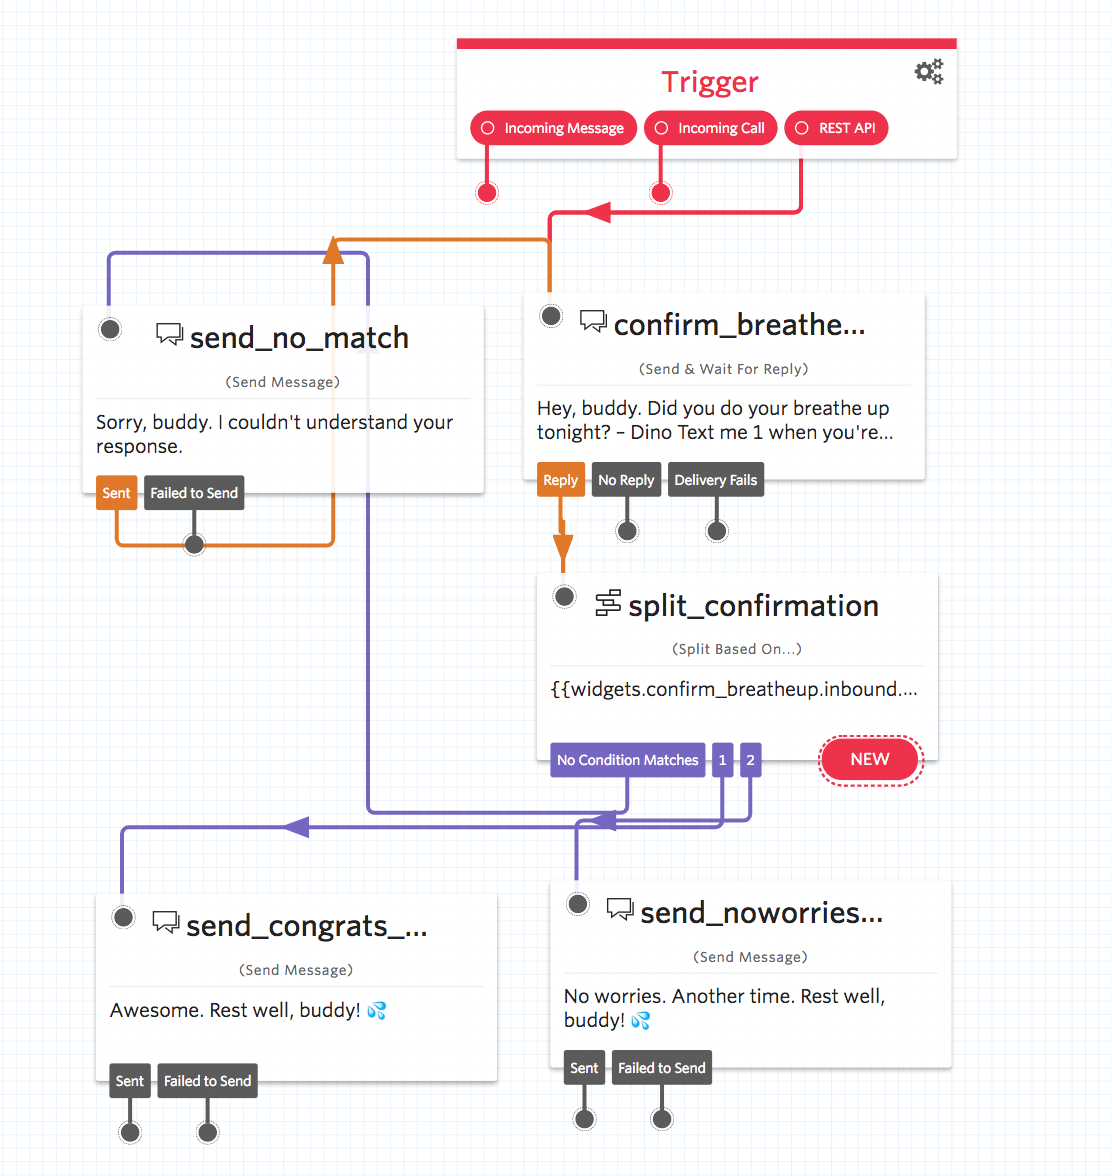 Trigger
Incoming Message
Incoming Call
REST API
send_no_match
(Send Message)
Sorry, buddy. I couldn't understand your
response.
Sent
Failed to Send
confirm_breathe...
(Send & Wait For Reply)
Hey, buddy. Did you do your breathe up
tonight? – Dino Text me 1 when you're...
Reply
No Reply
Delivery Fails
split_confirmation
(Split Based On...)
{{widgets.confirm_breatheup.inbound....
No Condition Matches
1
2
NEW
send_congrats_...
(Send Message)
Awesome. Rest well, buddy! 💦
Sent
Failed to Send
send_noworries...
(Send Message)
No worries. Another time. Rest well,
buddy! 💦
Sent
Failed to Send